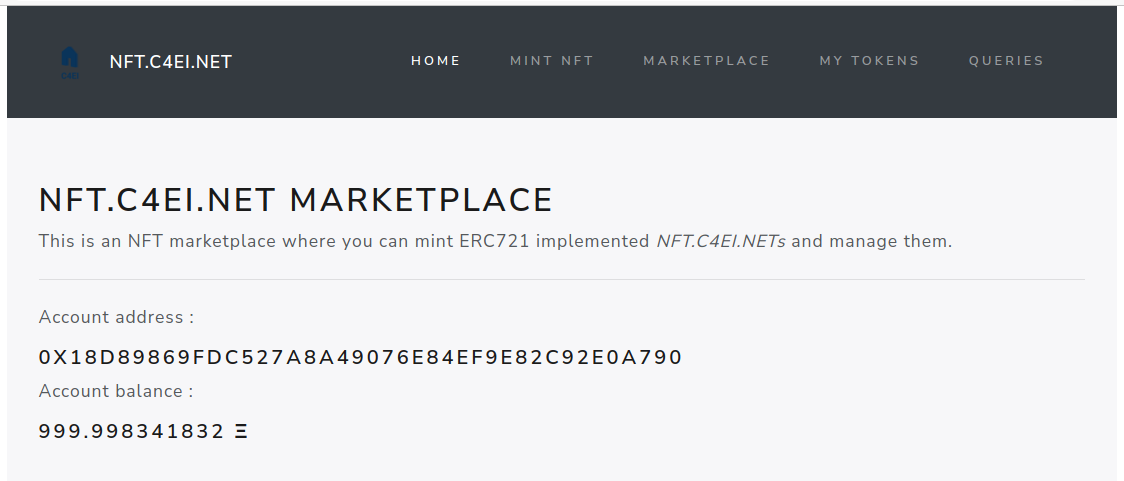 C4EI
NFT.C4EI.NET
HOME MINT NFT MARKETPLACE MY TOKENS QUERIES
NFT.C4EI.NET MARKETPLACE
This is an NFT marketplace where you can mint ERC721 implemented NFT.C4EI.NETs and manage them.
Account address :
0X18D89869FDC527A8A49076E84EF9E82C92E0A790
Account balance :
999.998341832 Ξ